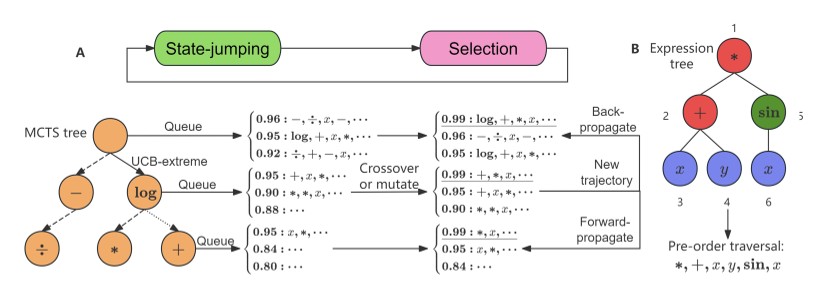 A
State-jumping
Selection
MCTS tree
Queue
UCB-extreme
Queue
Queue
−
log
÷
*
+
0.96 : −, ÷, x, −, ⋯
0.95 : log, +, x, *, ⋯
0.92 : ÷, +, −, x, ⋯
0.95 : +, x, *, ⋯
0.90 : *, *, x, ⋯
0.88 : ⋯
0.95 : x, *, ⋯
0.84 : ⋯
0.80 : ⋯
Crossover
or mutate
0.99 : log, +, *, x, ⋯
0.96 : −, ÷, x, −, ⋯
0.95 : log, +, x, *, ⋯
0.99 : +, *, x, ⋯
0.95 : +, x, *, ⋯
0.90 : *, *, x, ⋯
0.99 : *, x, ⋯
0.95 : x, *, ⋯
0.84 : ⋯
Back-
propagate
New
trajectory
Forward-
propagate
B
Expression
tree
1
*
2
+
sin
5
x
y
x
3
4
6
Pre-order traversal:
*, +, x, y, sin, x